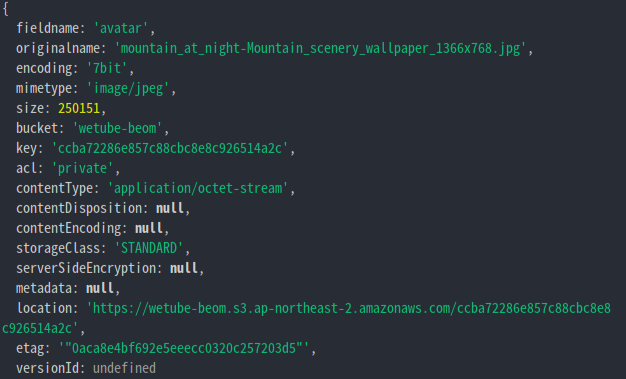 {
  fieldname: 'avatar',
  originalname: 'mountain_at_night-Mountain_scenery_wallpaper_1366x768.jpg',
  encoding: '7bit',
  mimetype: 'image/jpeg',
  size: 250151,
  bucket: 'wetube-beom',
  key: 'ccba72286e857c88cbc8e8c926514a2c',
  acl: 'private',
  contentType: 'application/octet-stream',
  contentDisposition: null,
  contentEncoding: null,
  storageClass: 'STANDARD',
  serverSideEncryption: null,
  metadata: null,
  location: 'https://wetube-beom.s3.ap-northeast-2.amazonaws.com/ccba72286e857c88cbc8e8
c926514a2c',
  etag: '"0aca8e4bf692e5eeecc0320c257203d5"',
  versionId: undefined